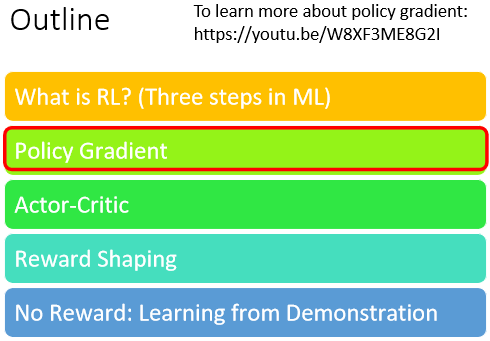 Outline
To learn more about policy gradient:
https://youtu.be/W8XF3ME8G2I
What is RL? (Three steps in ML)
Policy Gradient
Actor-Critic
Reward Shaping
No Reward: Learning from Demonstration